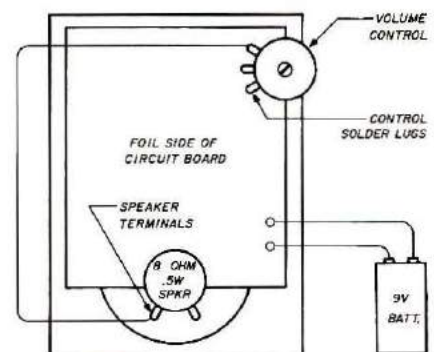 VOLUME
CONTROL
CONTROL
SOLDER LUGS
FOIL SIDE OF
CIRCUIT BOARD
SPEAKER
TERMINALS
8 OHM
.5W
SPKR
9V
BATT.